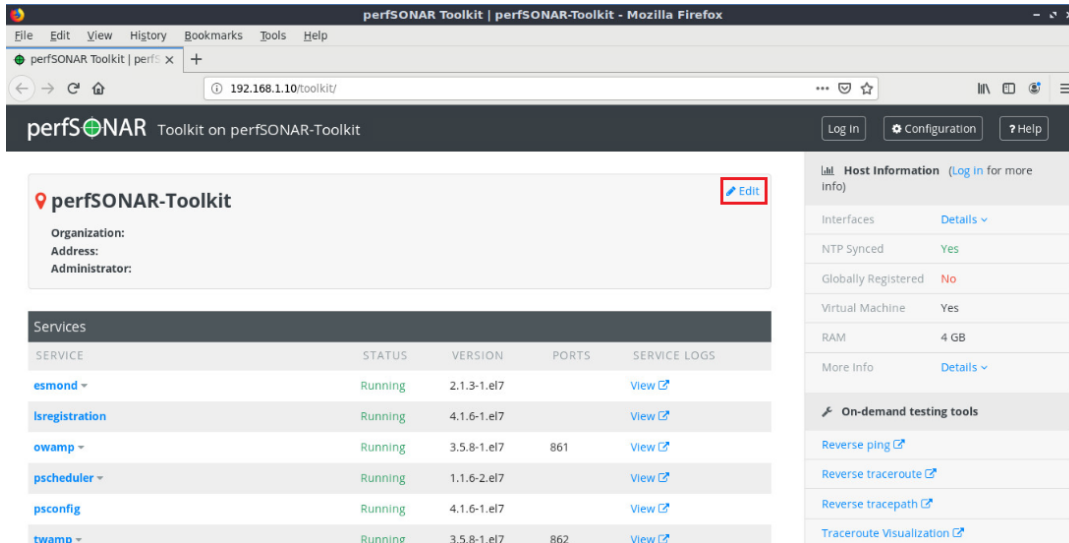 perfSONAR Toolkit | perfSONAR-Toolkit - Mozilla Firefox
File Edit View History Bookmarks Tools Help
perfSONAR Toolkit | perfS
192.168.1.10/toolkit/
perfSONAR Toolkit on perfSONAR-Toolkit
Log In Configuration ? Help
perfSONAR-Toolkit
Edit
Organization:
Address:
Administrator:
Services
SERVICE STATUS VERSION PORTS SERVICE LOGS
esmond Running 2.1.3-1.el7 View
lsregistration Running 4.1.6-1.el7 View
owamp Running 3.5.8-1.el7 861 View
pscheduler Running 1.1.6-2.el7 View
psconfig Running 4.1.6-1.el7 View
twamp Running 3.5.8-1.el7 862 View
Host Information (Log in for more
info)
Interfaces Details
NTP Synced Yes
Globally Registered No
Virtual Machine Yes
RAM 4 GB
More Info Details
On-demand testing tools
Reverse ping
Reverse traceroute
Reverse tracepath
Traceroute Visualization